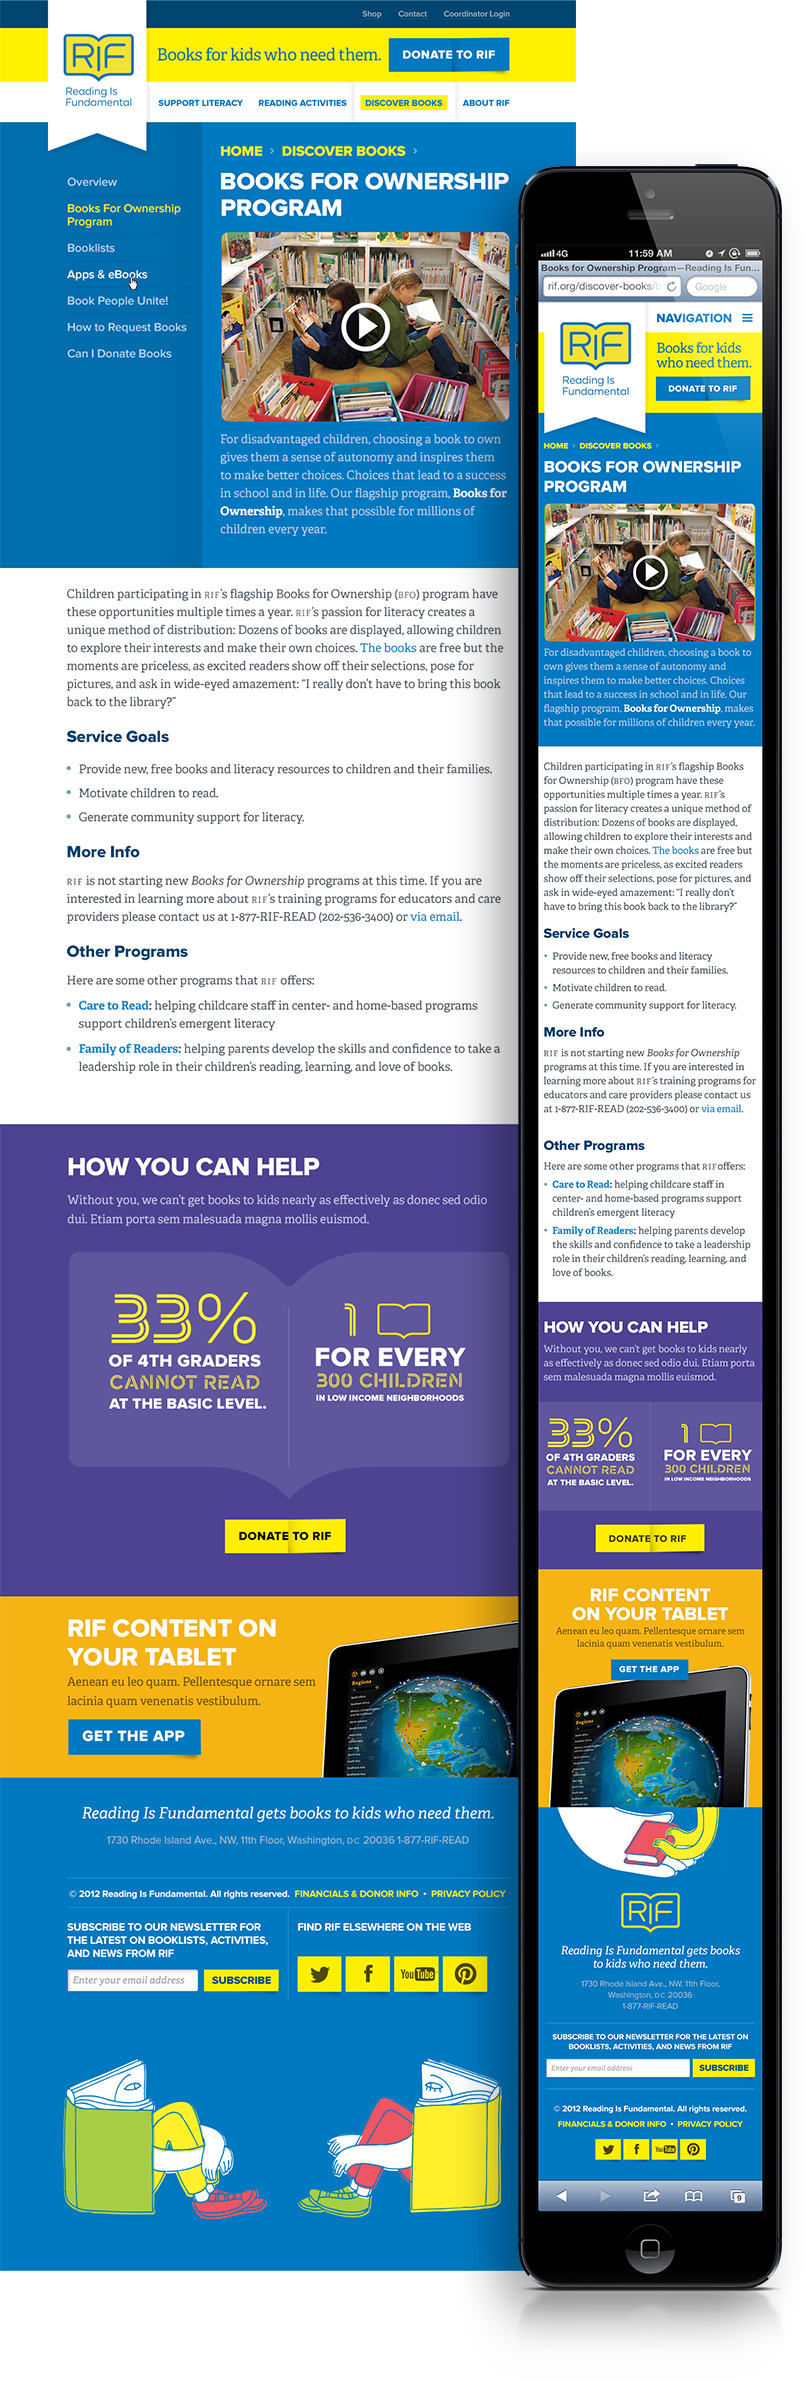 Shop Contact Coordinator Login
RIF
Reading Is
Fundamental
Books for kids who need them.
DONATE TO RIF
SUPPORT LITERACY READING ACTIVITIES DISCOVER BOOKS ABOUT RIF
Overview
Books For Ownership
Program
Booklists
Apps & eBooks
Book People Unite!
How to Request Books
Can I Donate Books
HOME › DISCOVER BOOKS ›
BOOKS FOR OWNERSHIP
PROGRAM
For disadvantaged children, choosing a book to own
gives them a sense of autonomy and inspires them
to make better choices. Choices that lead to a success
in school and in life. Our flagship program, Books for
Ownership, makes that possible for millions of
children every year.
Children participating in RIF's flagship Books for Ownership (BFO) program have
these opportunities multiple times a year. RIF's passion for literacy creates a
unique method of distribution: Dozens of books are displayed, allowing children
to explore their interests and make their own choices. The books are free but the
moments are priceless, as excited readers show off their selections, pose for
pictures, and ask in wide-eyed amazement: “I really don't have to bring this book
back to the library?”
Service Goals
• Provide new, free books and literacy resources to children and their families.
• Motivate children to read.
• Generate community support for literacy.
More Info
RIF is not starting new Books for Ownership programs at this time. If you are
interested in learning more about RIF's training programs for educators and care
providers please contact us at 1-877-RIF-READ (202-536-3400) or via email.
Other Programs
Here are some other programs that RIF offers:
• Care to Read: helping childcare staff in center- and home-based programs
support children's emergent literacy
• Family of Readers: helping parents develop the skills and confidence to take a
leadership role in their children's reading, learning, and love of books.
HOW YOU CAN HELP
Without you, we can't get books to kids nearly as effectively as donec sed odio
dui. Etiam porta sem malesuada magna mollis euismod.
33%
OF 4TH GRADERS
CANNOT READ
AT THE BASIC LEVEL.
1
FOR EVERY
300 CHILDREN
IN LOW INCOME NEIGHBORHOODS
DONATE TO RIF
RIF CONTENT ON
YOUR TABLET
Aenean eu leo quam. Pellentesque ornare sem
lacinia quam venenatis vestibulum.
GET THE APP
Regions
Reading Is Fundamental gets books to kids who need them.
1730 Rhode Island Ave., NW, 11th Floor, Washington, DC 20036 1-877-RIF-READ
© 2012 Reading Is Fundamental. All rights reserved. FINANCIALS & DONOR INFO • PRIVACY POLICY
SUBSCRIBE TO OUR NEWSLETTER FOR
THE LATEST ON BOOKLISTS, ACTIVITIES,
AND NEWS FROM RIF
Enter your email address SUBSCRIBE
FIND RIF ELSEWHERE ON THE WEB
f You Tube
4G 11:59 AM
Books for Ownership Program—Reading Is Fun...
rif.org/discover-books/b Google
NAVIGATION
RIF
Reading Is
Fundamental
Books for kids
who need them.
DONATE TO RIF
HOME › DISCOVER BOOKS ›
BOOKS FOR OWNERSHIP
PROGRAM
For disadvantaged children, choosing a book to
own gives them a sense of autonomy and
inspires them to make better choices. Choices
that lead to a success in school and in life. Our
flagship program, Books for Ownership, makes
that possible for millions of children every year.
Children participating in RIF's flagship Books
for Ownership (BFO) program have these
opportunities multiple times a year. RIF's
passion for literacy creates a unique method of
distribution: Dozens of books are displayed,
allowing children to explore their interests and
make their own choices. The books are free but
the moments are priceless, as excited readers
show off their selections, pose for pictures, and
ask in wide-eyed amazement: “I really don't
have to bring this book back to the library?”
Service Goals
• Provide new, free books and literacy
resources to children and their families.
• Motivate children to read.
• Generate community support for literacy.
More Info
RIF is not starting new Books for Ownership
programs at this time. If you are interested in
learning more about RIF's training programs for
educators and care providers please contact us
at 1-877-RIF-READ (202-536-3400) or via email.
Other Programs
Here are some other programs that RIF offers:
• Care to Read: helping childcare staff in
center- and home-based programs support
children's emergent literacy
• Family of Readers: helping parents develop
the skills and confidence to take a leadership
role in their children's reading, learning, and
love of books.
HOW YOU CAN HELP
Without you, we can't get books to kids nearly
as effectively as donec sed odio dui. Etiam porta
sem malesuada magna mollis euismod.
33%
OF 4TH GRADERS
CANNOT READ
AT THE BASIC LEVEL.
1
FOR EVERY
300 CHILDREN
IN LOW INCOME NEIGHBORHOODS
DONATE TO RIF
RIF CONTENT
ON YOUR TABLET
Aenean eu leo quam. Pellentesque ornare sem
lacinia quam venenatis vestibulum.
GET THE APP
Regions
RIF
Reading Is Fundamental gets books
to kids who need them.
1730 Rhode Island Ave., NW, 11th Floor,
Washington, DC 20036
1-877-RIF-READ
SUBSCRIBE TO OUR NEWSLETTER FOR THE LATEST ON
BOOKLISTS, ACTIVITIES, AND NEWS FROM RIF
Enter your email address SUBSCRIBE
© 2012 Reading Is Fundamental. All rights reserved.
FINANCIALS & DONOR INFO • PRIVACY POLICY
f You Tube
9